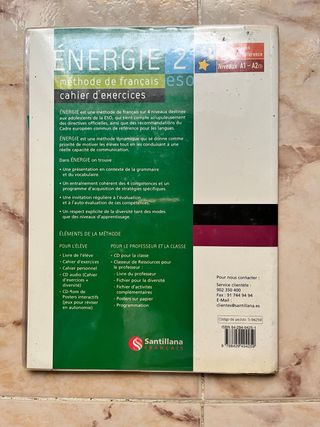 ÉNERGIE 2
eso
méthode de français
cahier d'exercices
Niveaux A1 - A2
ÉNERGIE est une méthode de français sur 4 niveaux destinée
aux adolescents de la ESO, qui tient compte scrupuleusement
des directives officielles, ainsi que des recommandations du
Cadre européen commun de référence pour les langues.
ÉNERGIE est une méthode dynamique qui se donne comme
priorité de motiver les élèves tout en les conduisant à une
réelle capacité de communication.
Dans ÉNERGIE on trouve :
• Une présentation en contexte de la grammaire
et du vocabulaire.
• Un entraînement cohérent des 4 compétences et un
programme d'acquisition de stratégies spécifiques.
• Une invitation régulière à l'évaluation
et à l'auto-évaluation de ces compétences.
• Un respect explicite de la diversité tant des modes
que des niveaux d'apprentissage.
ÉLÉMENTS DE LA MÉTHODE
POUR L'ÉLÈVE
• Livre de l'élève
• Cahier d'exercices
• Cahier personnel
• CD audio (Cahier
d'exercices +
diversité)
• CD-Rom de
Posters interactifs
(jeux pour réviser
en autonomie)
POUR LE PROFESSEUR ET LA CLASSE
• CD pour la classe
• Classeur de Ressources pour
le professeur :
- Livre du professeur
- Fichier pour la diversité
- Fichier d'activités
complémentaires
• Posters sur papier
• Programmation
Pour nous contacter :
Service clientèle :
902 350 400
Fax : 91 744 94 94
E-Mail :
clientes@santillana.es
Santillana
FRANÇAIS